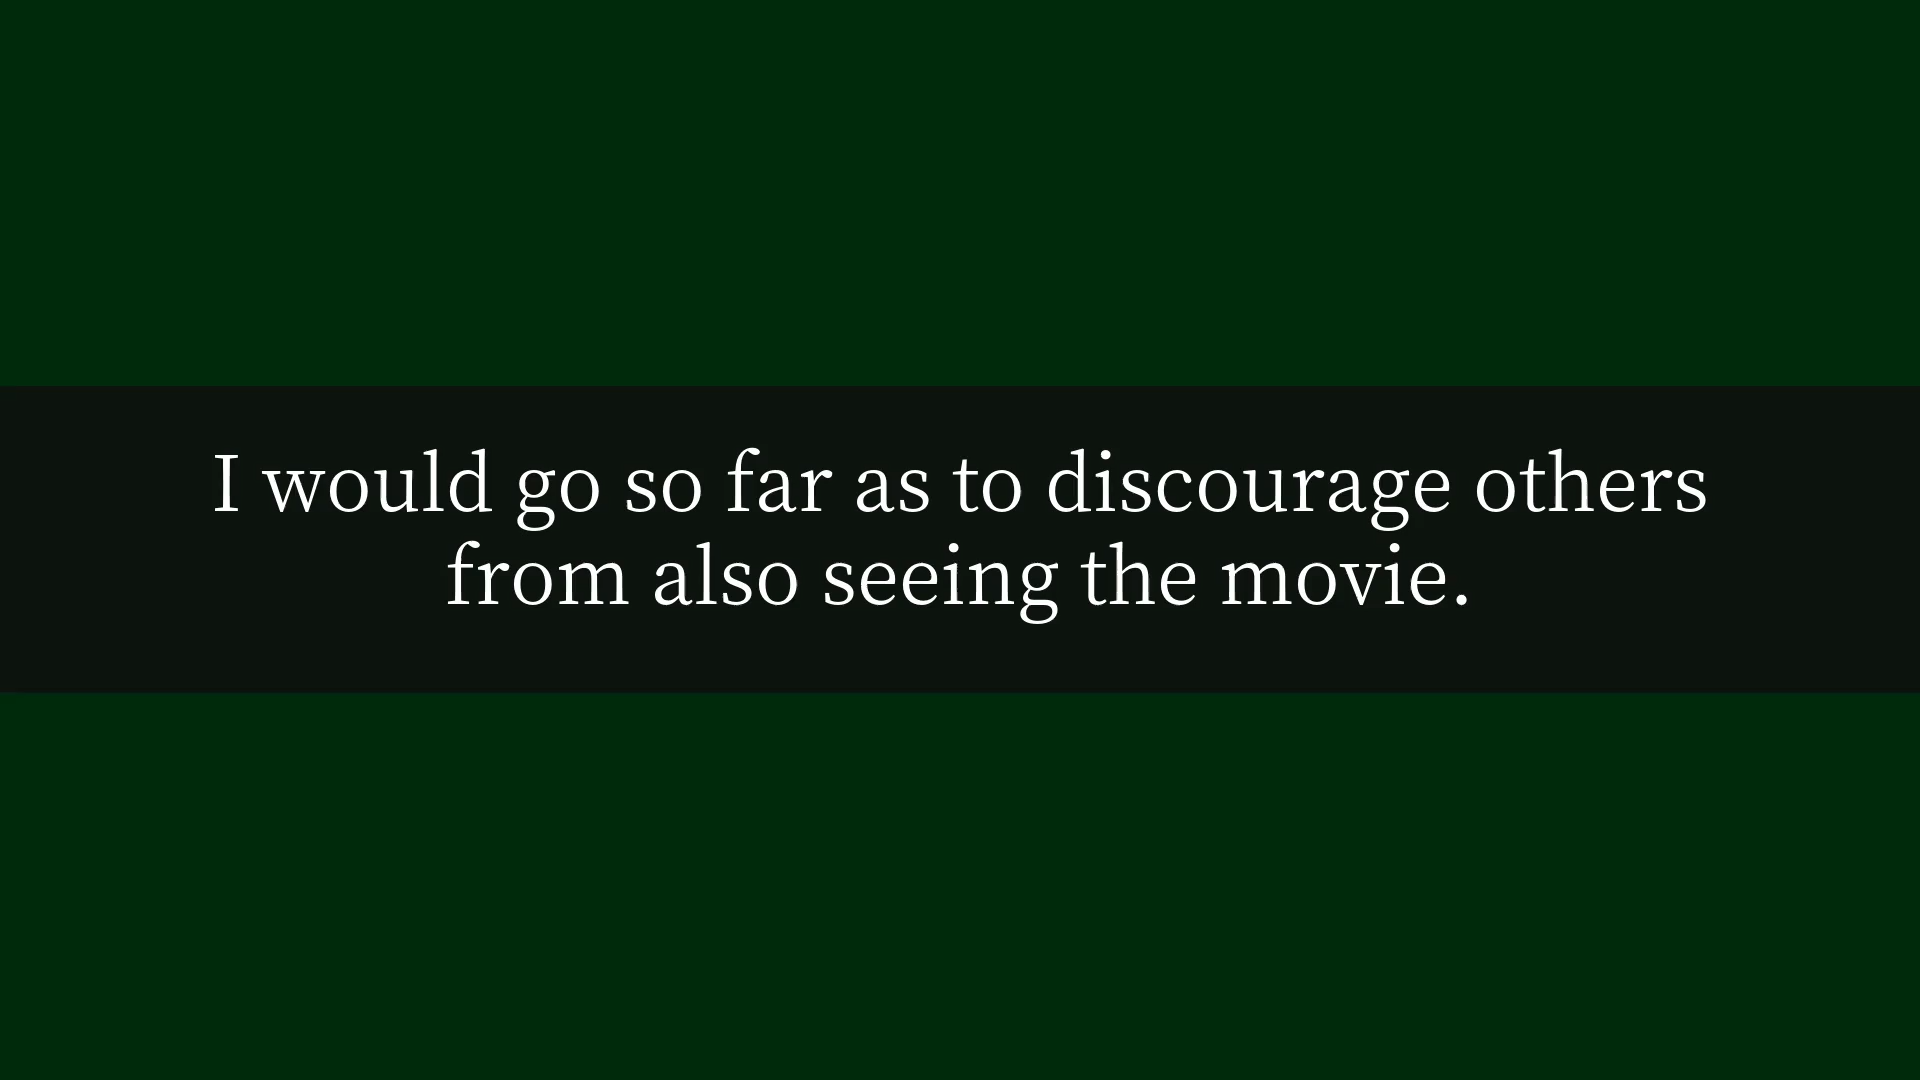 I would go so far as to discourage others
from also seeing the movie.